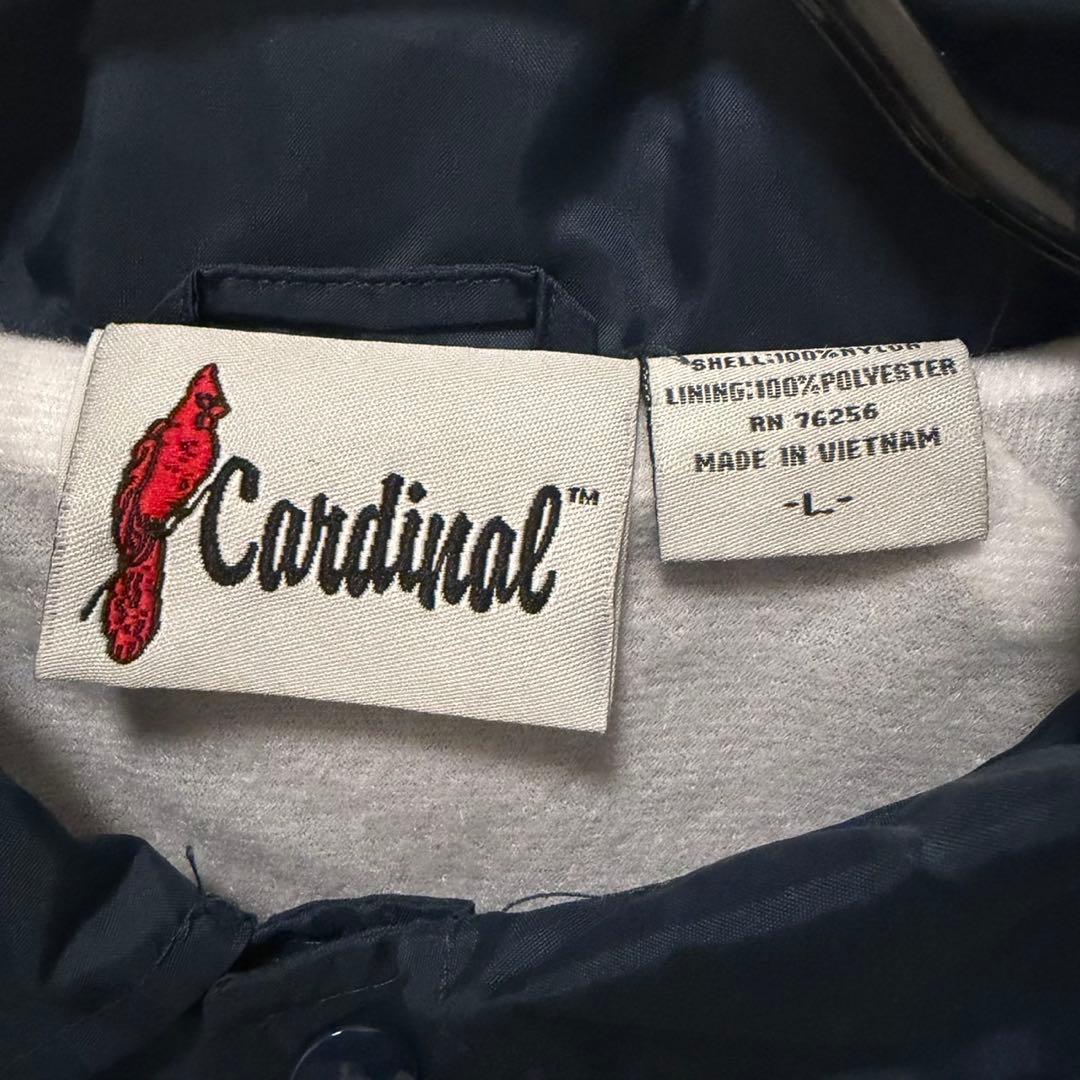 Cardinal™
SHELL:100%NYLON
LINING:100%POLYESTER
RN 76256
MADE IN VIETNAM
-L-